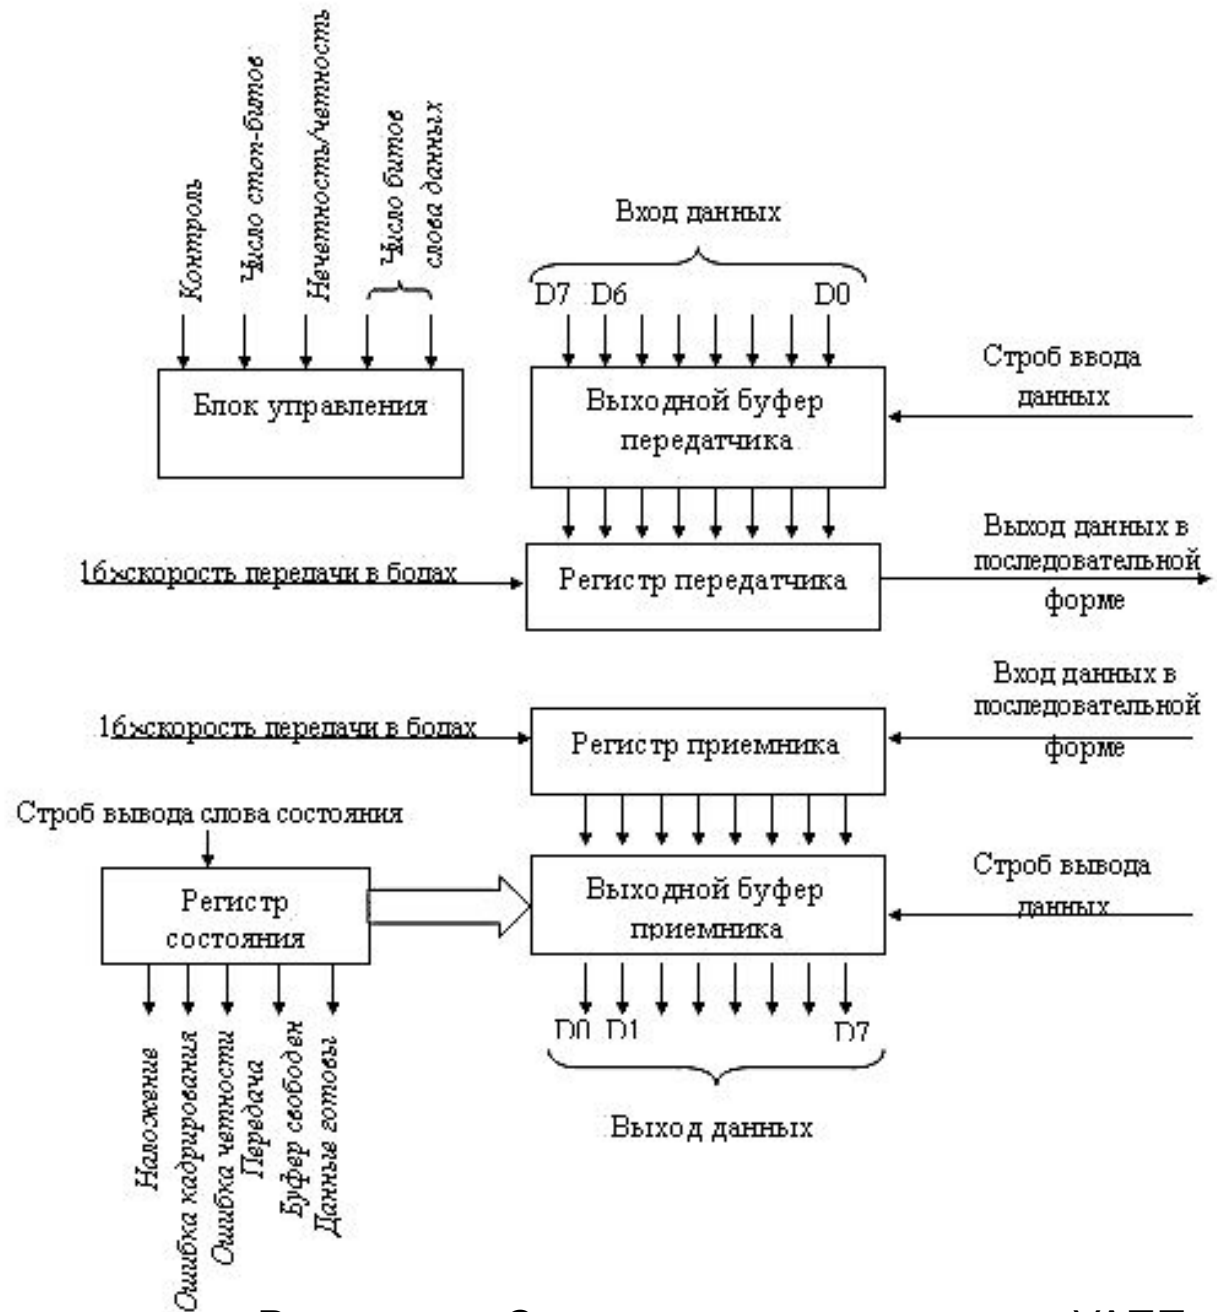 Контроль
Число стоп-битов
Нечетность/четность
Число битов
слова данных
Вход данных
D7 D6 D0
Блок управления
Выходной буфер
передатчика
Строб ввода
данных
16×скорость передачи в бодах
Регистр передатчика
Выход данных в
последовательной
форме
16×скорость передачи в бодах
Регистр приемника
Вход данных в
последовательной
форме
Строб вывода слова состояния
Регистр
состояния
Выходной буфер
приемника
Строб вывода
данных
D0 D1 D7
Наложение
Ошибка кадрирования
Ошибка четности
Передача
Буфер свободен
Данные готовы
Выход данных